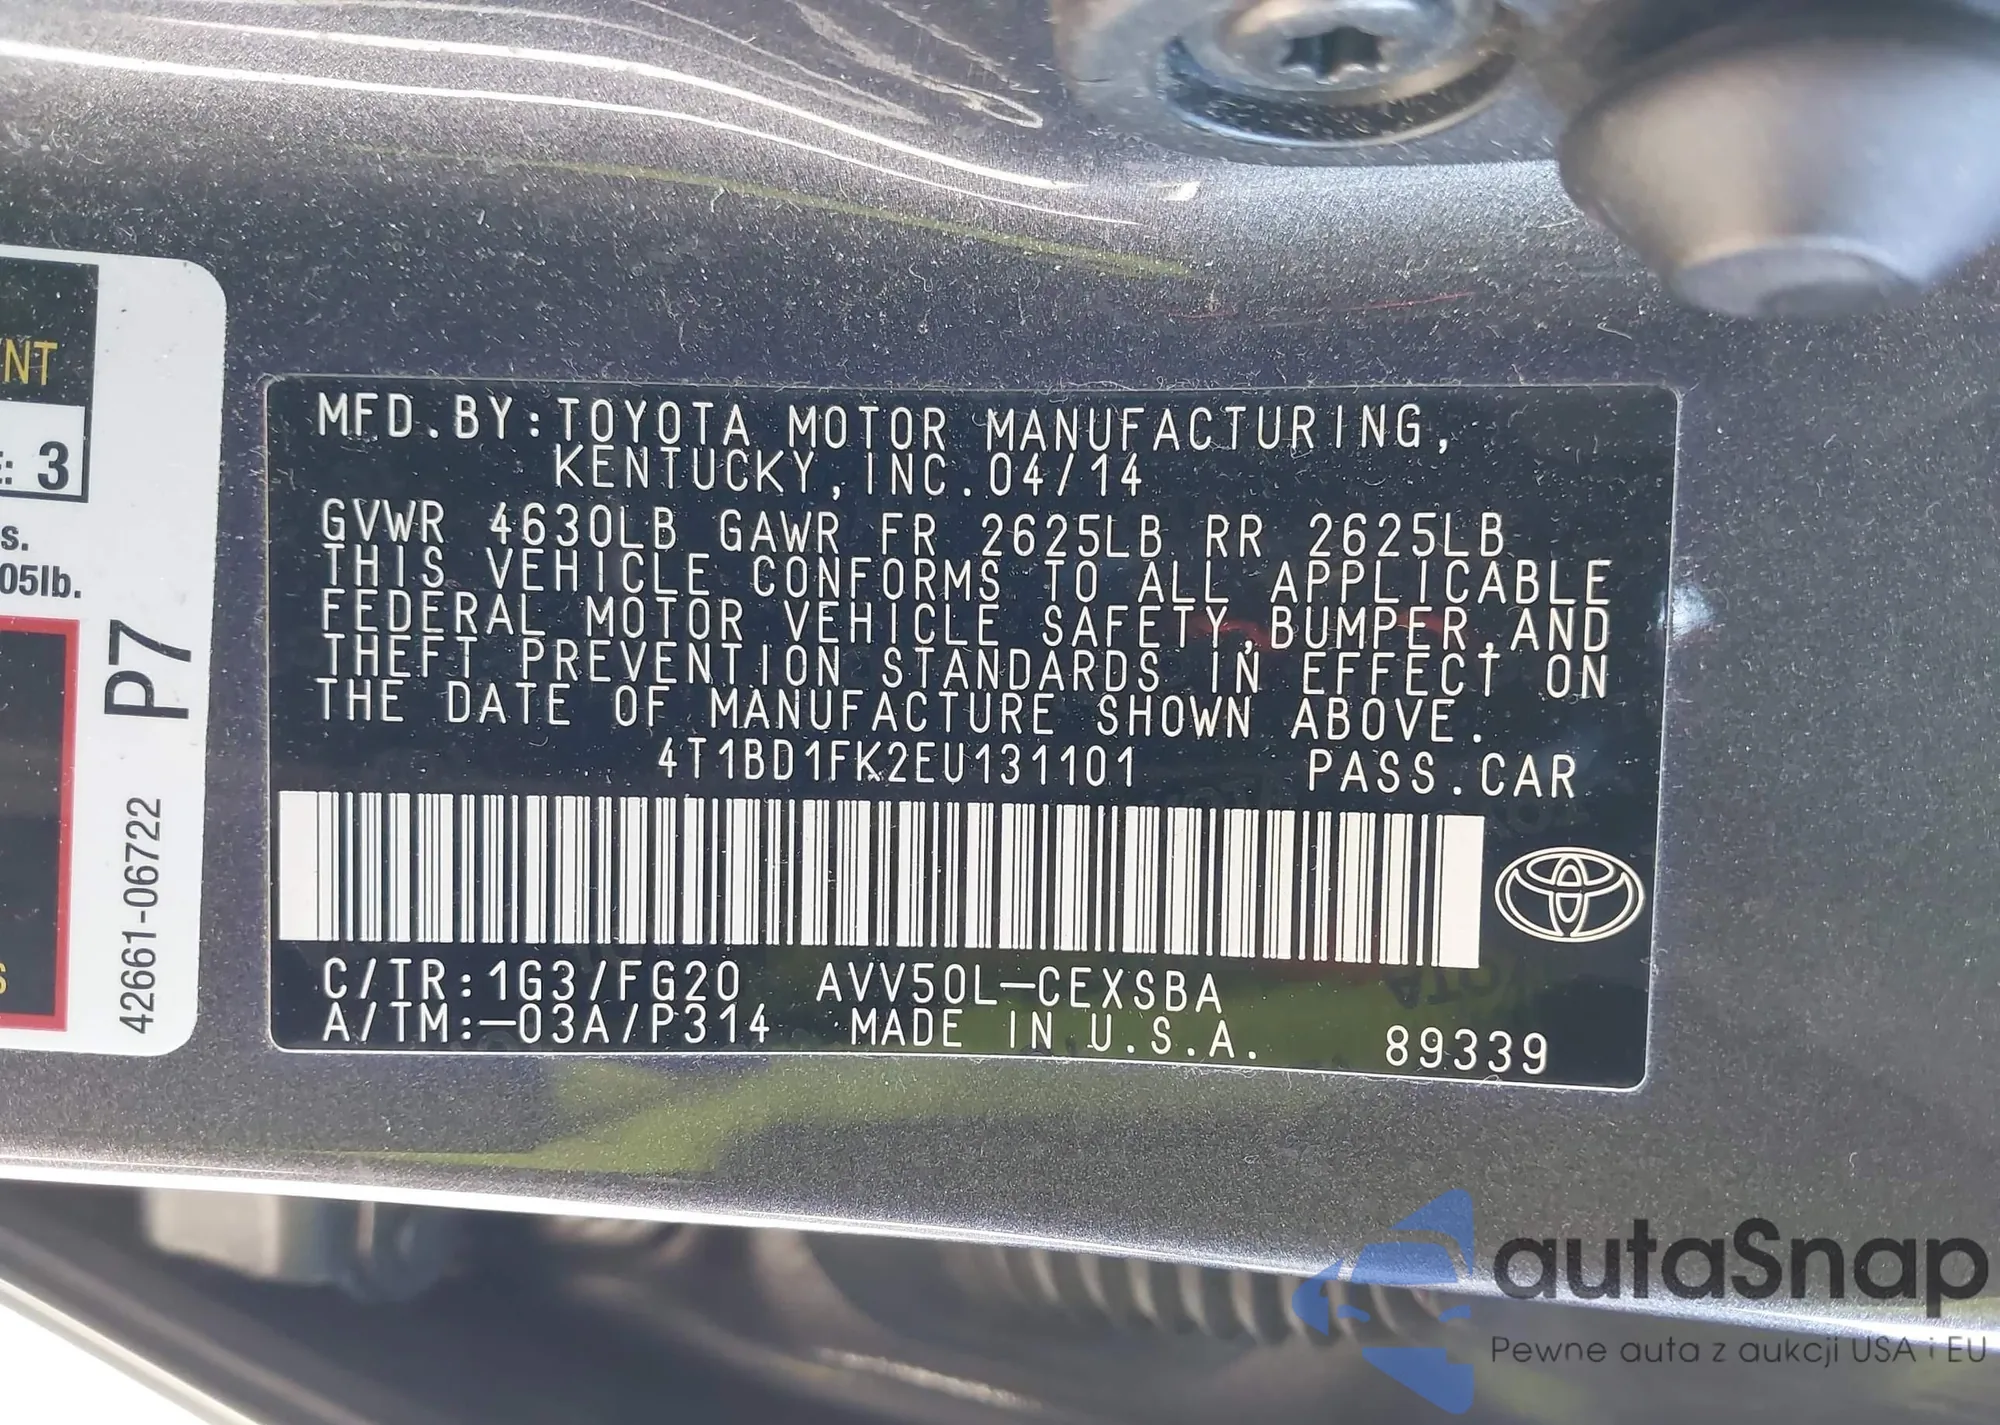 NT
E: 3
s.
05lb.
P7
42661-06722
S
MFD.BY:TOYOTA MOTOR MANUFACTURING,
KENTUCKY,INC.04/14
GVWR 4630LB GAWR FR 2625LB RR 2625LB
THIS VEHICLE CONFORMS TO ALL APPLICABLE
FEDERAL MOTOR VEHICLE SAFETY,BUMPER,AND
THEFT PREVENTION STANDARDS IN EFFECT ON
THE DATE OF MANUFACTURE SHOWN ABOVE.
4T1BD1FK2EU131101 PASS.CAR
C/TR:1G3/FG20 AVV50L-CEXSBA
A/TM:-03A/P314 MADE IN U.S.A. 89339
autaSnap
Pewne auta z aukcji USA i EU